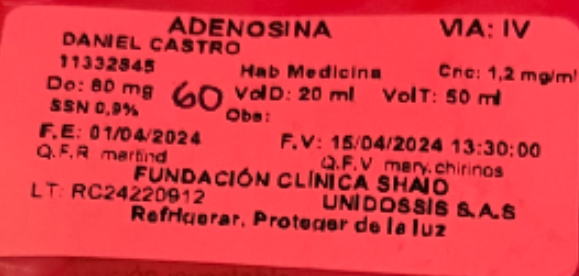 ADENOSINA VIA: IV
DANIEL CASTRO
11332845 Hab Medicina Cnc: 1,2 mg/ml
Do: 60 mg 60 VolD: 20 ml VolT: 50 ml
SSN 0,9% Obs:
F.E: 01/04/2024 F.V: 15/04/2024 13:30:00
Q.F.R martind Q.F.V mery.chirinos
FUNDACIÓN CLÍNICA SHAIO
LT: RC24220912 UNIDOSSIS S.A.S
Refrigerar. Proteger de la luz